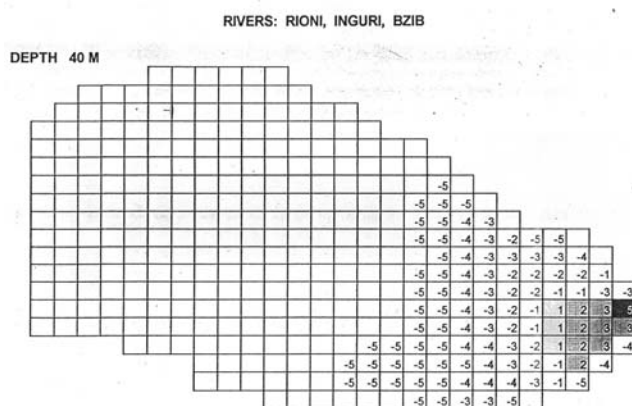 RIVERS: RIONI, INGURI, BZIB
DEPTH 40 M
-5
-5 -5 -5
-5 -5 -4 -3
-5 -5 -4 -3 -2 -5 -5
-5 -4 -3 -3 -3 -3 -4
-5 -5 -4 -3 -2 -2 -2 -2 -1
-5 -5 -4 -3 -2 -2 -1 -1 -3 -3
-5 -5 -4 -3 -2 -1 1 2 3 5
-5 -5 -4 -3 -2 -1 1 2 3 3
-5 -5 -5 -5 -4 -4 -3 -2 1 2 3 -4
-5 -5 -5 -5 -5 -4 -4 -3 -2 -1 2 -4
-5 -5 -5 -5 -5 -4 -4 -4 -3 -1 -5
-5 -5 -3 -3 -5